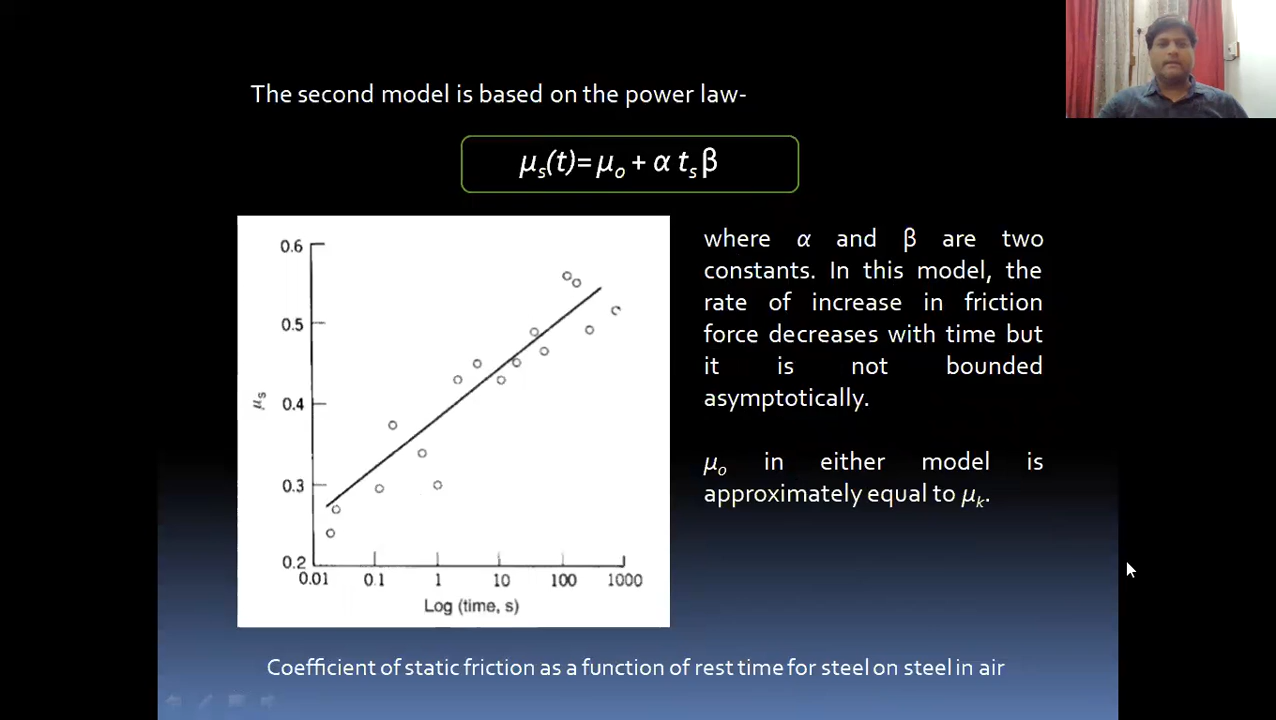 The second model is based on the power law-
μs(t)= μo + α ts β
0.6
0.5
0.4
0.3
0.2
μs
0.01 0.1 1 10 100 1000
Log (time, s)
where α and β are two
constants. In this model, the
rate of increase in friction
force decreases with time but
it is not bounded
asymptotically.
μo in either model is
approximately equal to μk.
Coefficient of static friction as a function of rest time for steel on steel in air